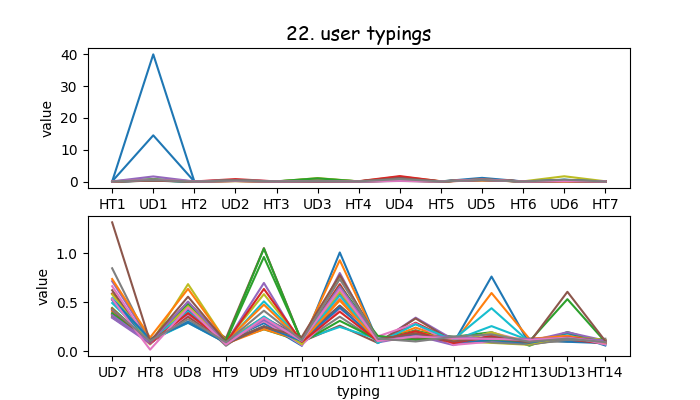 22. user typings
value
40
30
20
10
0
HT1 UD1 HT2 UD2 HT3 UD3 HT4 UD4 HT5 UD5 HT6 UD6 HT7
value
1.0
0.5
0.0
UD7 HT8 UD8 HT9 UD9 HT10 UD10 HT11 UD11 HT12 UD12 HT13 UD13 HT14
typing